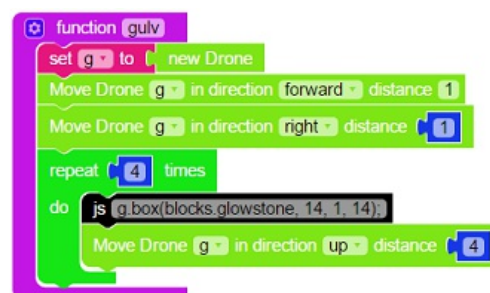 function gulv
set g to new Drone
Move Drone g in direction forward distance 1
Move Drone g in direction right distance 1
repeat 4 times
do js g.box(blocks.glowstone, 14, 1, 14);
Move Drone g in direction up distance 4